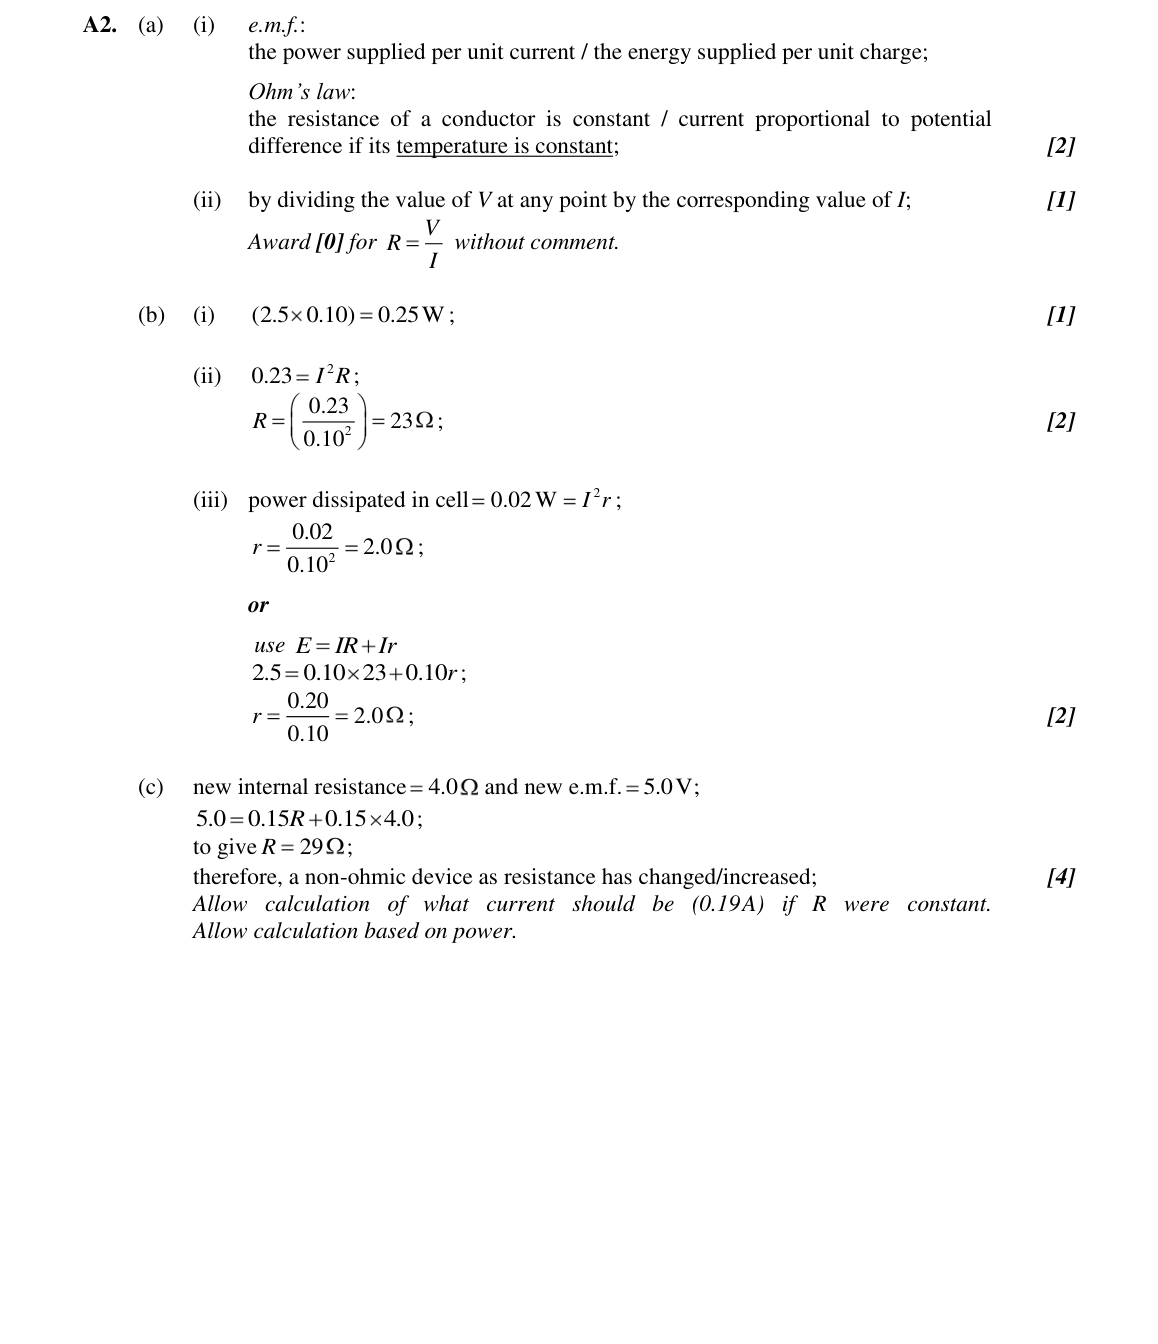 A2. (a) (i) e.m.f.:
the power supplied per unit current / the energy supplied per unit charge;
Ohm's law:
the resistance of a conductor is constant / current proportional to potential
difference if its temperature is constant; [2]
(ii) by dividing the value of V at any point by the corresponding value of I; [1]
Award [0] for R = V/I without comment.
(b) (i) (2.5×0.10) = 0.25 W ; [1]
(ii) 0.23 = I²R ;
R = (0.23/0.10²) = 23Ω ; [2]
(iii) power dissipated in cell = 0.02 W = I²r ;
r = 0.02/0.10² = 2.0Ω ;
or
use E = IR + Ir
2.5 = 0.10×23 + 0.10r ;
r = 0.20/0.10 = 2.0Ω ; [2]
(c) new internal resistance = 4.0Ω and new e.m.f. = 5.0V;
5.0 = 0.15R + 0.15×4.0 ;
to give R = 29Ω ;
therefore, a non-ohmic device as resistance has changed/increased; [4]
Allow calculation of what current should be (0.19A) if R were constant.
Allow calculation based on power.